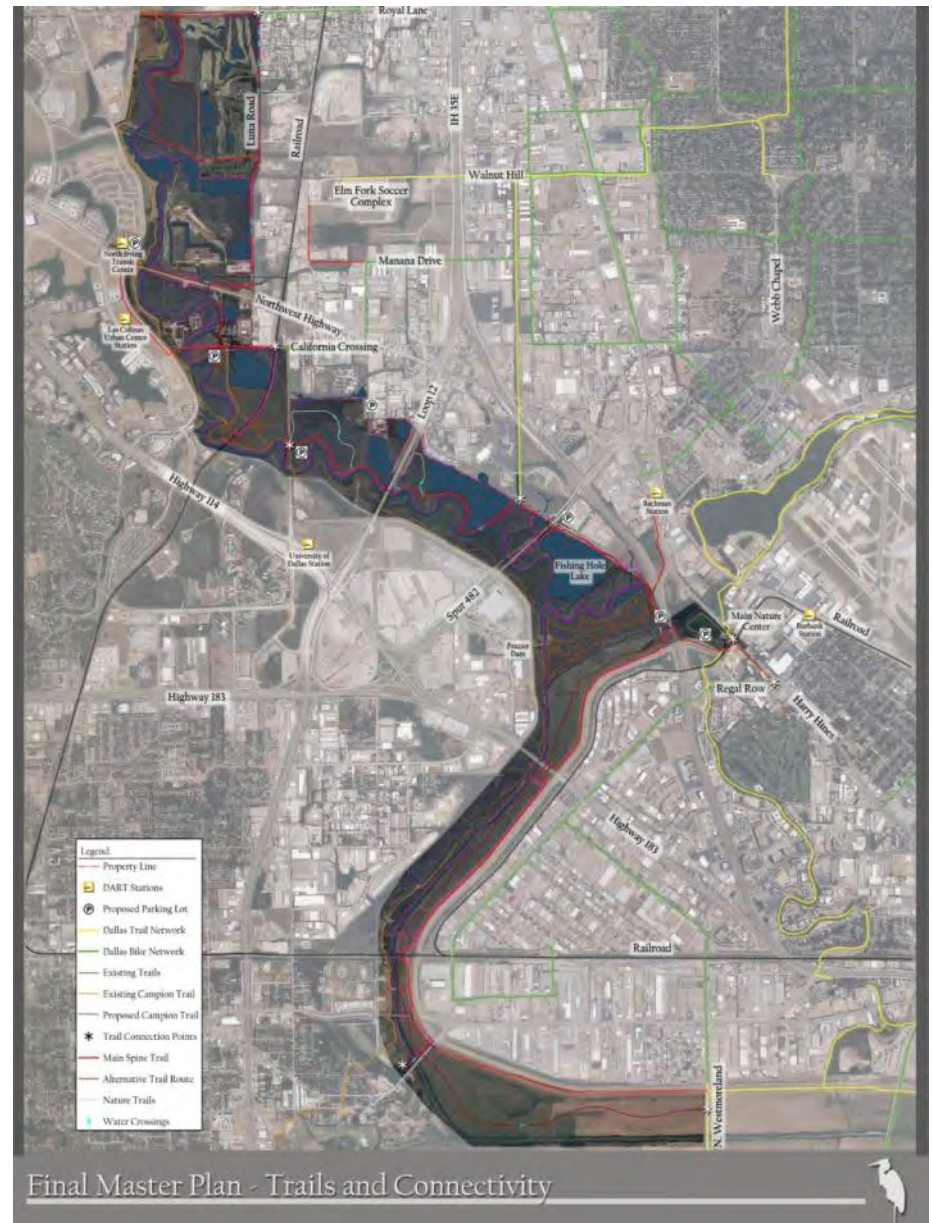 Royal Lane
Luna Road
Railroad
IH 35E
Walnut Hill
Elm Fork Soccer
Complex
Manana Drive
Webb Chapel
North Irving
Transit
Center
Northwest Highway
Las Colinas
Urban Center
Station
California Crossing
Loop 12
Highway 114
Bachman
Station
University of
Dallas Station
Fishing Hole
Lake
Spur 482
Main Nature
Center
Burbank
Station
Railroad
Frazier
Dam
Regal Row
Highway 183
Harry Hines
Highway 183
Railroad
N. Westmoreland
Legend:
Property Line
DART Stations
Proposed Parking Lot
Dallas Trail Network
Dallas Bike Network
Existing Trails
Existing Campion Trail
Proposed Campion Trail
Trail Connection Points
Main Spine Trail
Alternative Trail Route
Nature Trails
Water Crossings
Final Master Plan - Trails and Connectivity